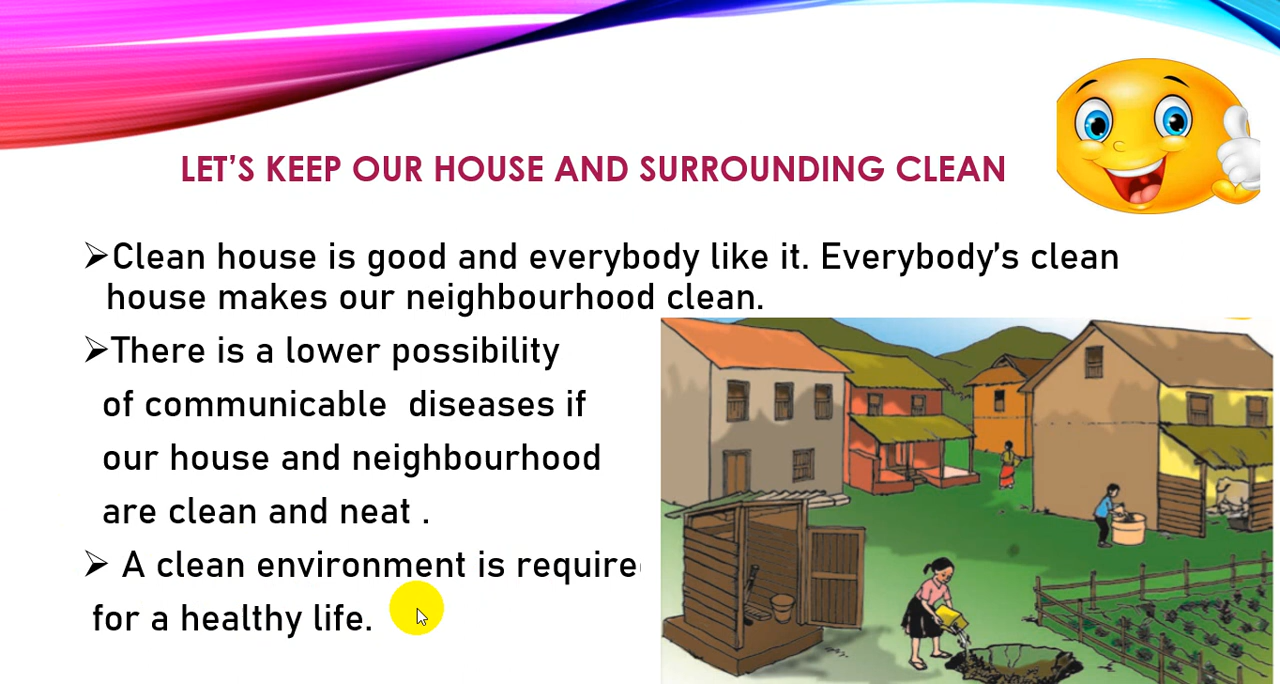 LET'S KEEP OUR HOUSE AND SURROUNDING CLEAN
➢Clean house is good and everybody like it. Everybody's clean
house makes our neighbourhood clean.
➢There is a lower possibility
of communicable diseases if
our house and neighbourhood
are clean and neat .
➢ A clean environment is require
for a healthy life.